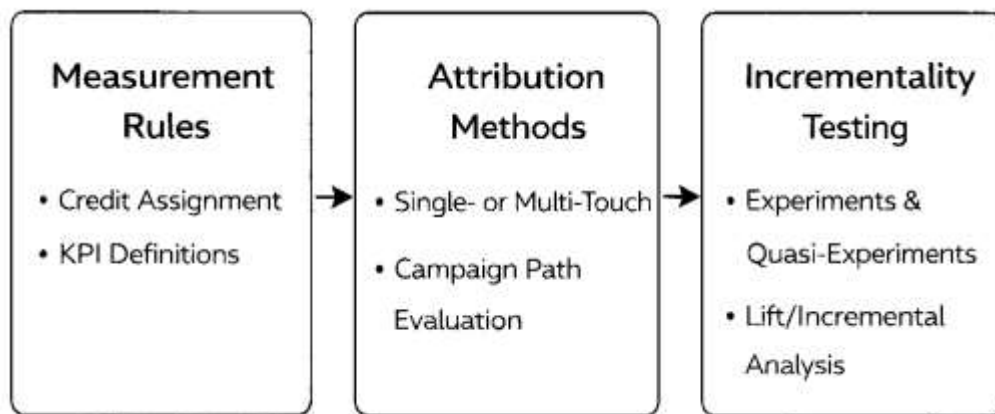 Measurement
Rules
• Credit Assignment
• KPI Definitions
Attribution
Methods
• Single- or Multi-Touch
• Campaign Path
Evaluation
Incrementality
Testing
• Experiments &
Quasi-Experiments
• Lift/Incremental
Analysis